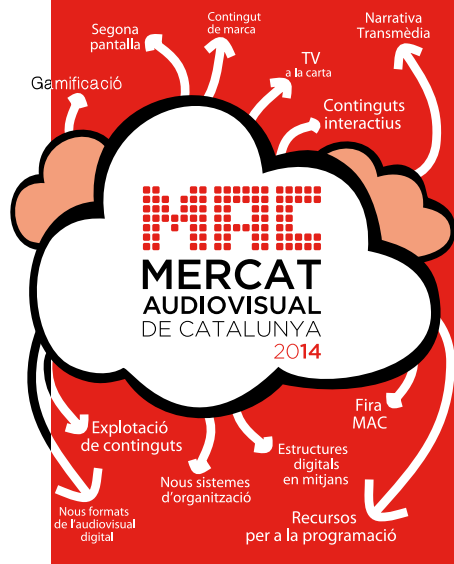 Segona
pantalla
Contingut
de marca
Narrativa
Transmèdia
TV
a la carta
Gamificació
Continguts
interactius
MAC
MERCAT
AUDIOVISUAL
DE CATALUNYA
2014
Fira
MAC
Explotació
de continguts
Estructures
digitals
en mitjans
Nous sistemes
d'organització
Nous formats
de l'audiovisual
digital
Recursos
per a la programació